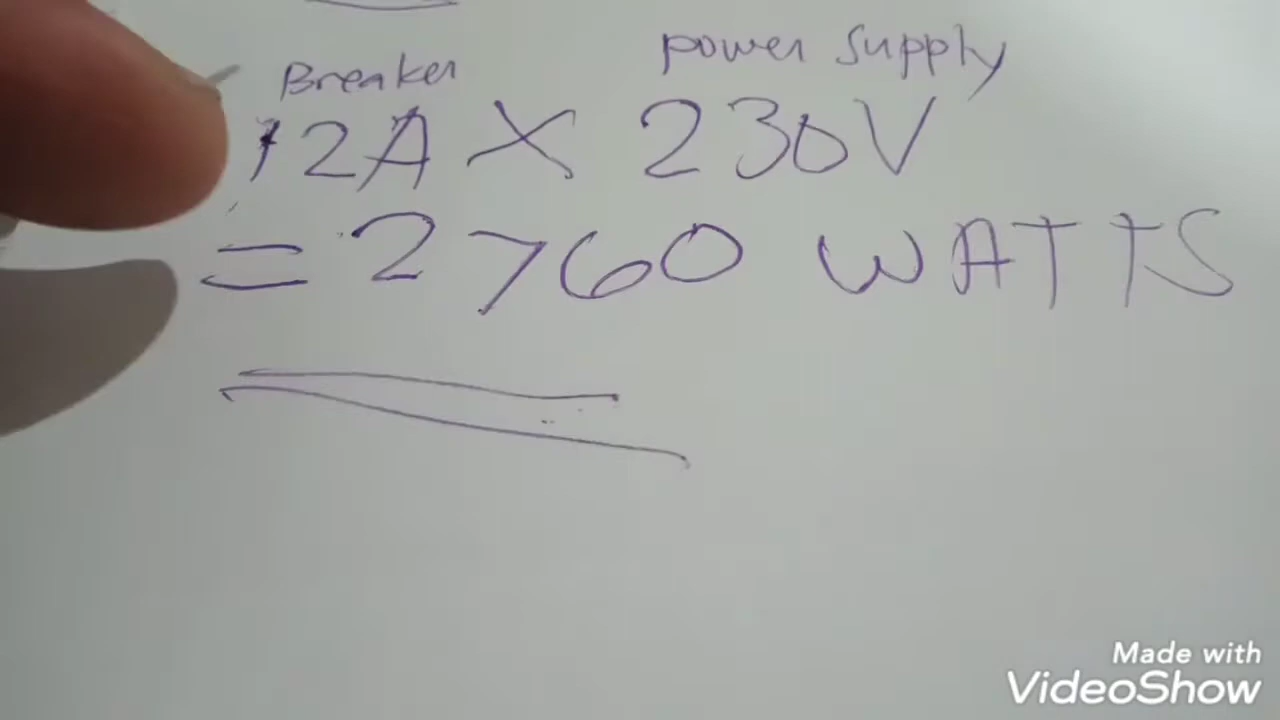 Breaker power supply
12A X 230V
= 2760 WATTS
Made with
VideoShow